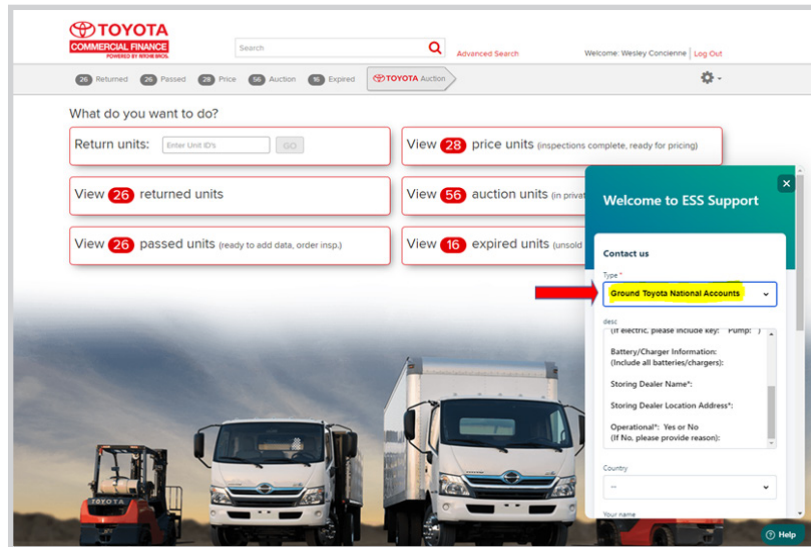 TOYOTA
COMMERCIAL FINANCE
POWERED BY RITCHIE BROS.
Search
Advanced Search
Welcome: Wesley Concienne | Log Out
26 Returned 26 Passed 28 Price 56 Auction 16 Expired TOYOTA Auction
What do you want to do?
Return units: Enter Unit ID's GO
View 28 price units (inspections complete, ready for pricing)
View 26 returned units
View 56 auction units (in privat
View 26 passed units (ready to add data, order insp.)
View 16 expired units (unsold
Welcome to ESS Support
Contact us
Type *
Ground Toyota National Accounts
desc
(If electric, please include key: Pump: )
Battery/Charger Information:
(Include all batteries/chargers):
Storing Dealer Name*:
Storing Dealer Location Address*:
Operational*: Yes or No
(If No, please provide reason):
Country
--
Your name
Help
TOYOTA